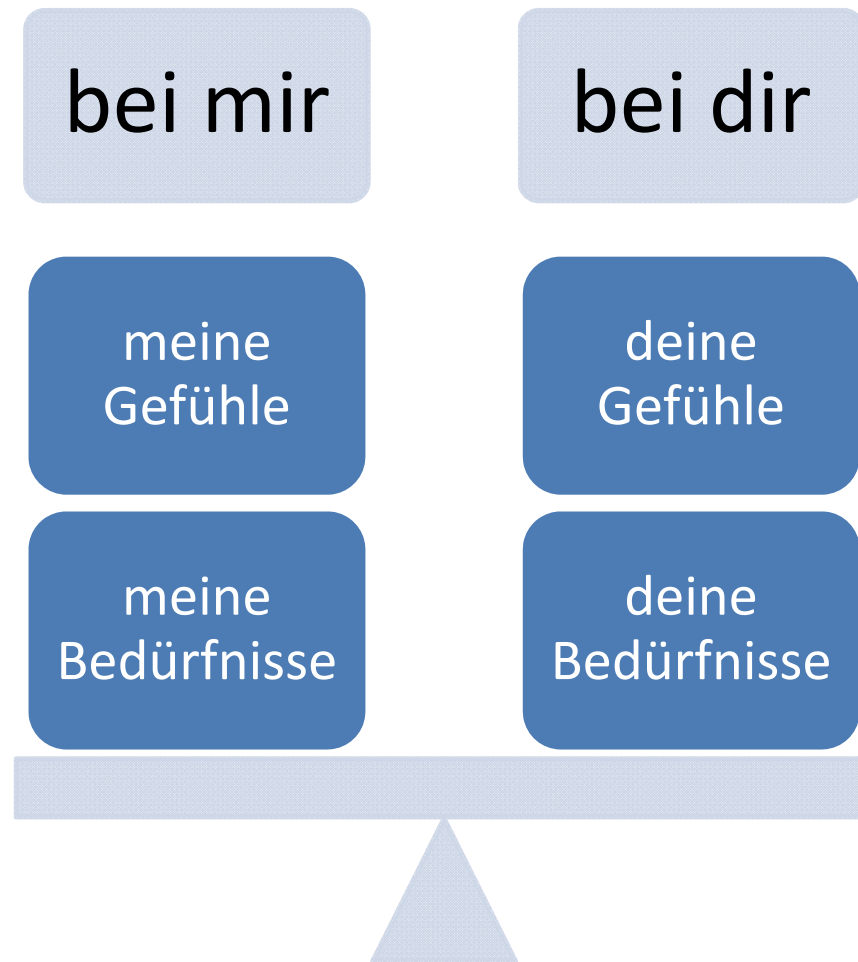 bei mir
bei dir
meine
Gefühle
deine
Gefühle
meine
Bedürfnisse
deine
Bedürfnisse